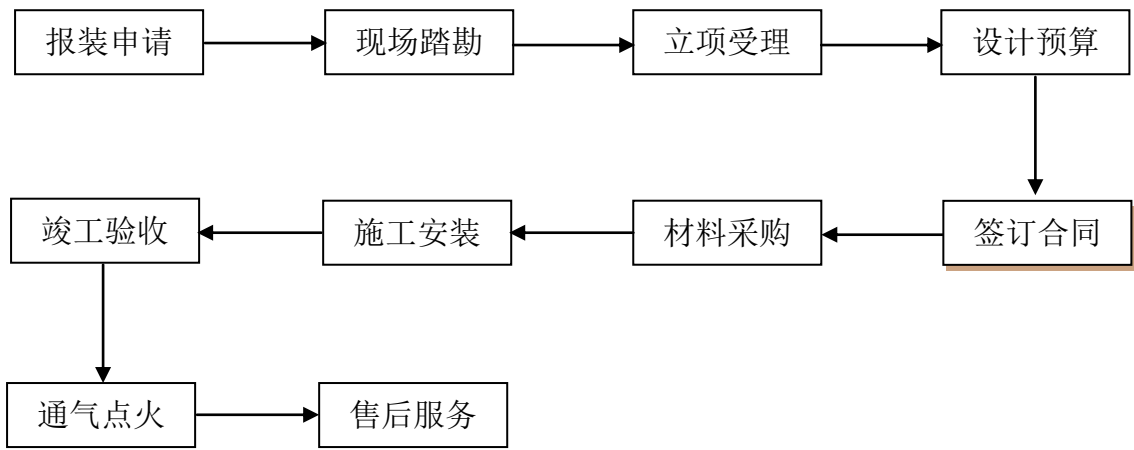 报装申请
现场踏勘
立项受理
设计预算
签订合同
材料采购
施工安装
竣工验收
通气点火
售后服务